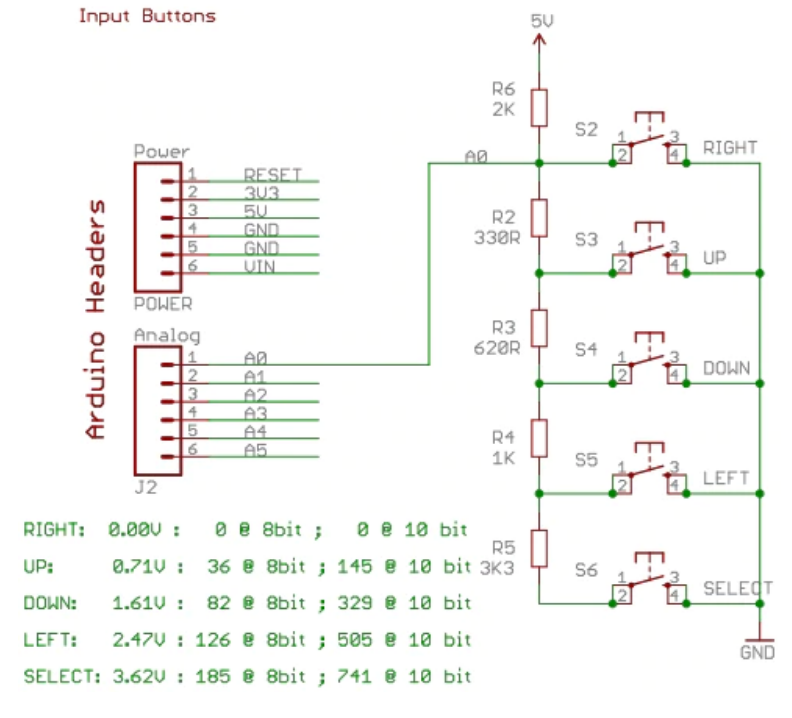 Input Buttons
5V
R6
2K
S2
1 3
2 4
RIGHT
A0
Power
1 RESET
2 3V3
3 5V
4 GND
5 GND
6 VIN
POWER
Arduino Headers
R2
330R
S3
1 3
2 4
UP
Analog
1 A0
2 A1
3 A2
4 A3
5 A4
6 A5
J2
R3
620R
S4
1 3
2 4
DOWN
R4
1K
S5
1 3
2 4
LEFT
R5
3K3
S6
1 3
2 4
SELECT
GND
RIGHT: 0.00V : 0 @ 8bit ; 0 @ 10 bit
UP: 0.71V : 36 @ 8bit ; 145 @ 10 bit
DOWN: 1.61V : 82 @ 8bit ; 329 @ 10 bit
LEFT: 2.47V : 126 @ 8bit ; 505 @ 10 bit
SELECT: 3.62V : 185 @ 8bit ; 741 @ 10 bit